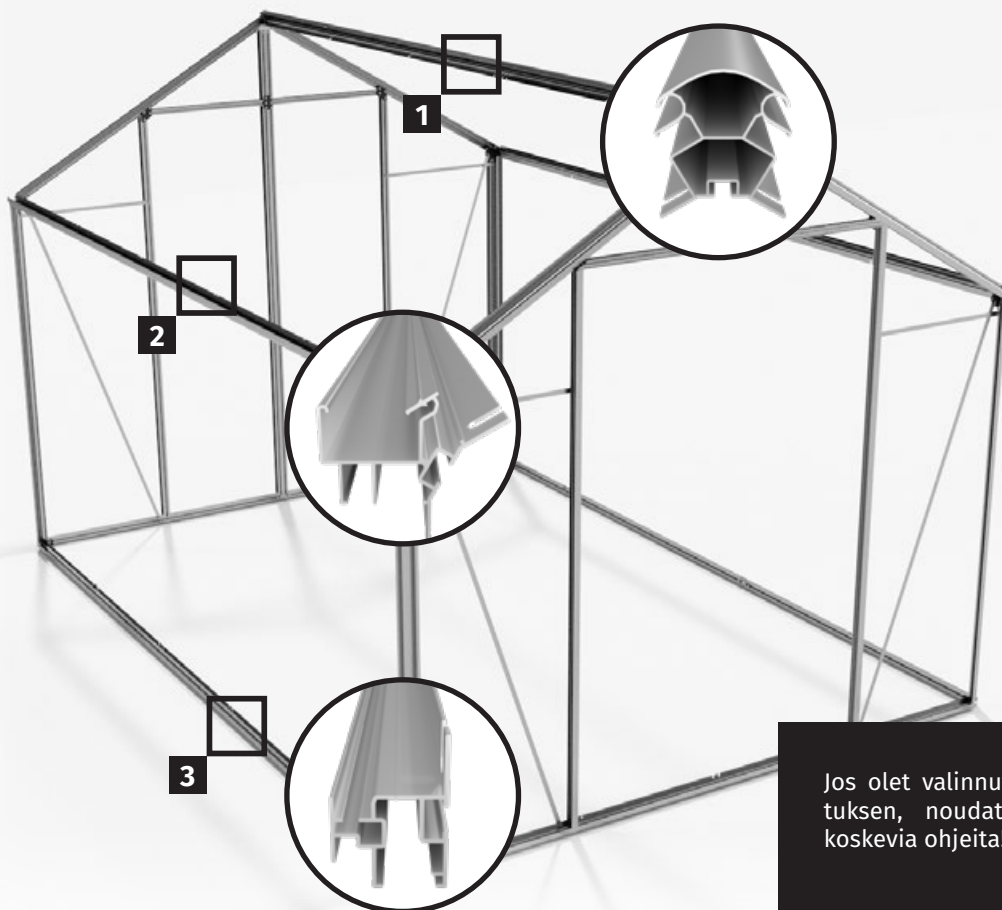 1
2
3
Jos olet valinnu
tuksen, noudat
koskevia ohjeita.